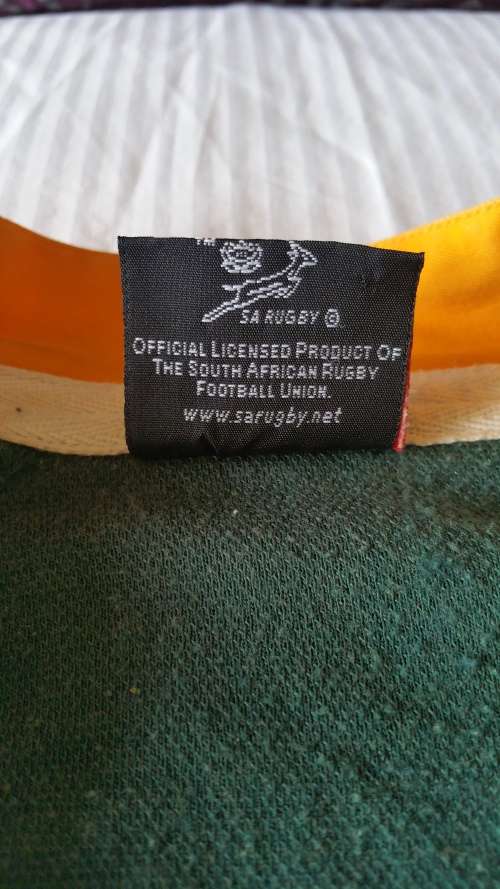 TM
SA RUGBY ©
OFFICIAL LICENSED PRODUCT OF
THE SOUTH AFRICAN RUGBY
FOOTBALL UNION.
www.sarugby.net